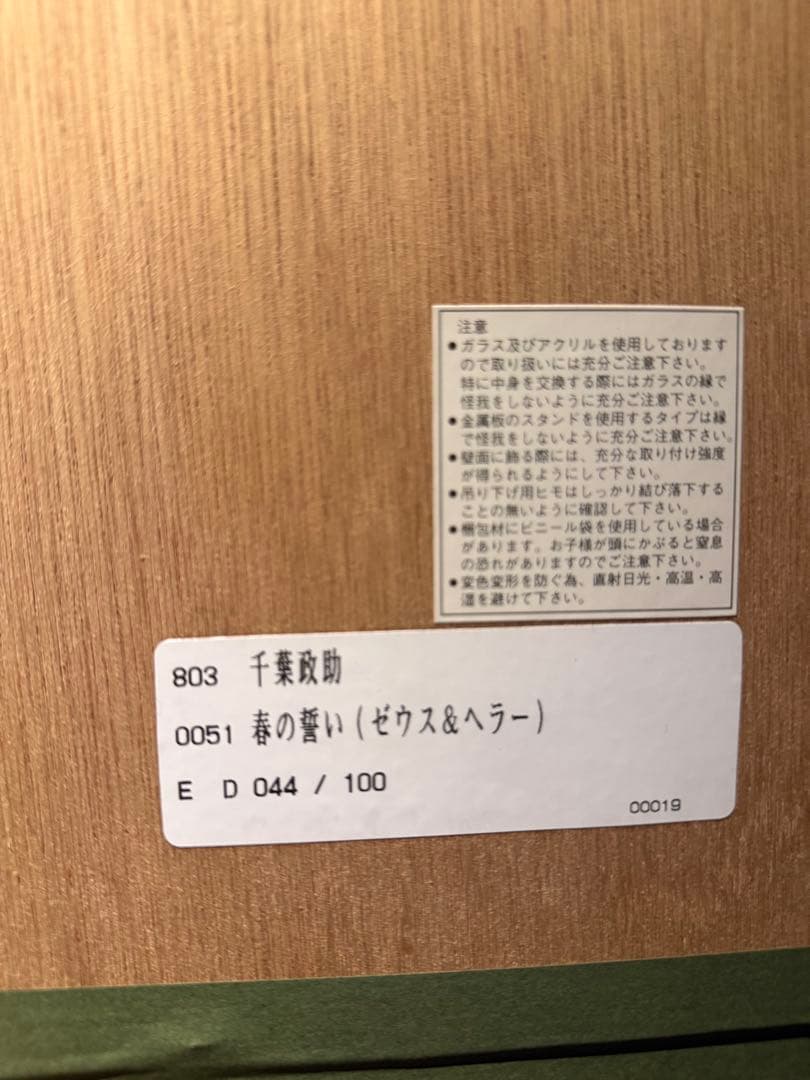 注意
●ガラス及びアクリルを使用しております
ので取り扱いには充分ご注意下さい。
特に中身を交換する際にはガラスの縁で
怪我をしないように充分ご注意下さい。
●金属板のスタンドを使用するタイプは縁
で怪我をしないように充分ご注意下さい。
●壁面に飾る際には、充分な取り付け強度
が得られるようにして下さい。
●吊り下げ用ヒモはしっかり結び落下する
ことの無いように確認して下さい。
●梱包材にビニール袋を使用している場合
があります。お子様が頭にかぶると窒息
の恐れがありますのでご注意下さい。
●変色変形を防ぐ為、直射日光・高温・高
湿を避けて下さい。
803 千葉政助
0051 春の誓い(ゼウス&ヘラー)
E D 044 / 100
00019